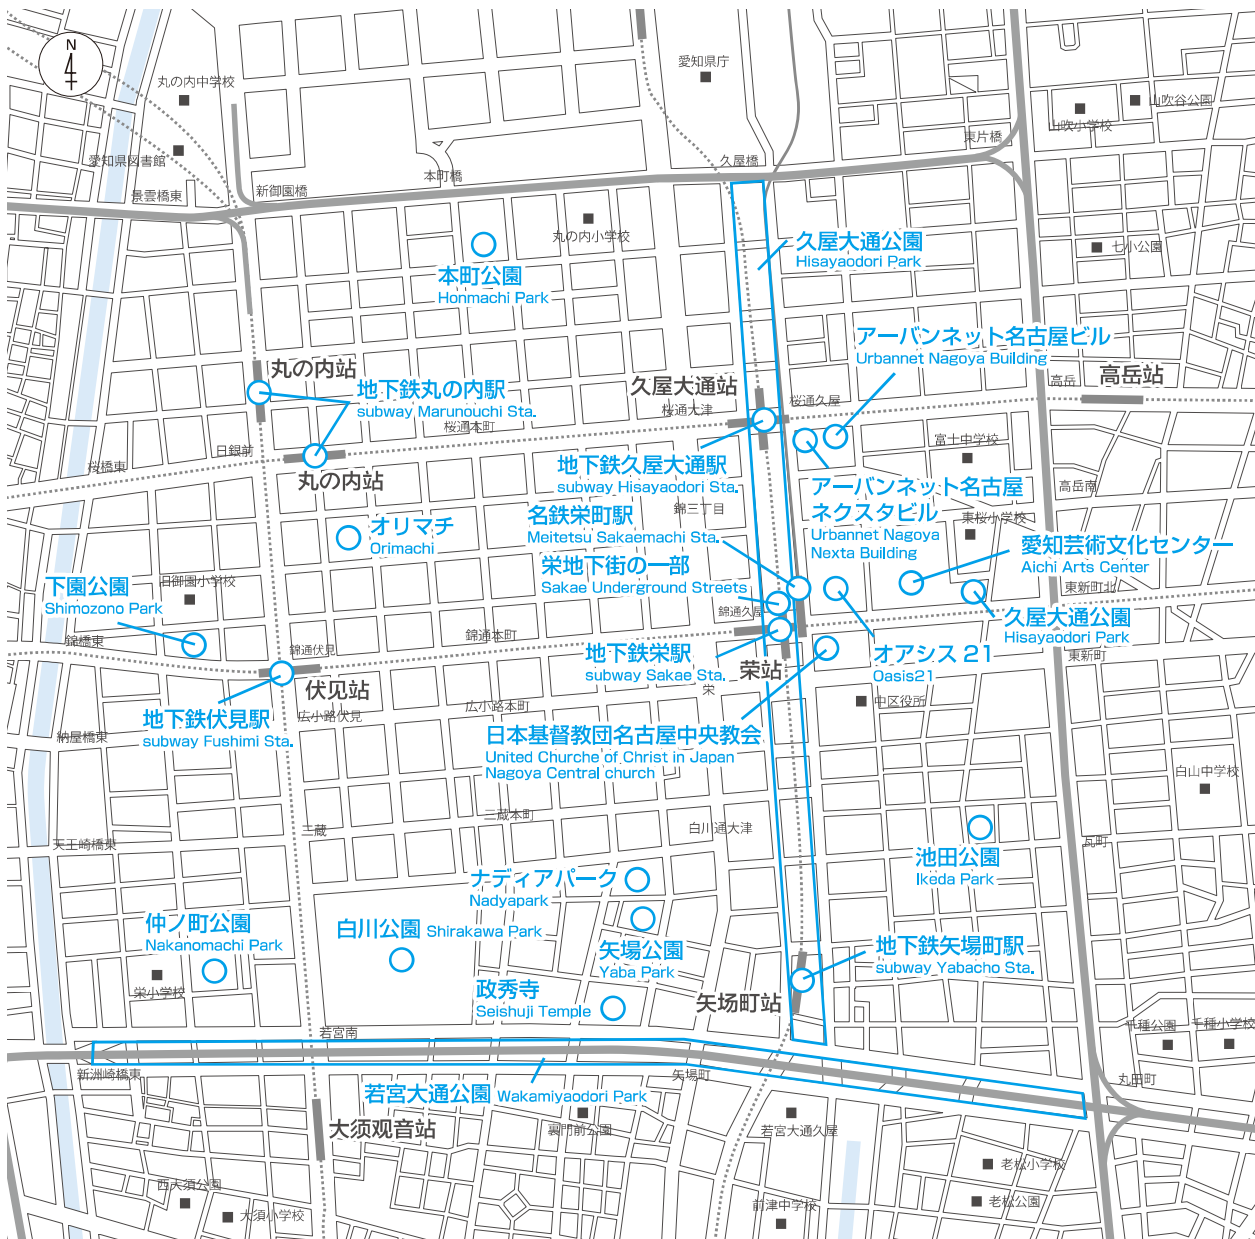 N
愛知県庁
丸の内中学校
山吹谷公園
山吹小学校
東片橋
愛知県図書館
久屋橋
本町橋
新御園橋
景雲橋東
丸の内小学校
久屋大通公園
Hisayaodori Park
七小公園
本町公園
Honmachi Park
アーバンネット名古屋ビル
Urbannet Nagoya Building
丸の内站
久屋大通站
高岳
高岳站
地下鉄丸の内駅
subway Marunouchi Sta.
桜通大津
桜通久屋
桜通本町
富士中学校
日銀前
桜橋東
丸の内站
地下鉄久屋大通駅
subway Hisayaodori Sta.
高岳南
アーバンネット名古屋
ネクスタビル
Urbannet Nagoya
Nexta Building
錦三丁目
名鉄栄町駅
Meitetsu Sakaemachi Sta.
東桜小学校
オリマチ
Orimachi
愛知芸術文化センター
Aichi Arts Center
栄地下街の一部
Sakae Underground Streets
下園公園
Shimozono Park
旧御園小学校
東新町北
錦通久屋
久屋大通公園
Hisayaodori Park
錦橋東
錦通伏見
錦通本町
地下鉄栄駅
subway Sakae Sta.
オアシス 21
Oasis21
東新町
栄站
伏见站
栄
中区役所
地下鉄伏見駅
subway Fushimi Sta.
広小路伏見
広小路本町
納屋橋東
日本基督教団名古屋中央教会
United Churche of Christ in Japan
Nagoya Central church
白山中学校
三蔵
三蔵本町
白川通大津
天王崎橋東
瓦町
池田公園
Ikeda Park
ナディアパーク
Nadyapark
仲ノ町公園
Nakanomachi Park
白川公園 Shirakawa Park
矢場公園
Yaba Park
地下鉄矢場町駅
subway Yabacho Sta.
栄小学校
政秀寺
Seishuji Temple
矢场町站
若宮南
千種公園
千種小学校
新洲崎橋東
矢場町
丸田町
若宮大通公園 Wakamiyaodori Park
大须观音站
裏門前公園
若宮大通久屋
老松小学校
西大須公園
大須小学校
前津中学校
老松公園